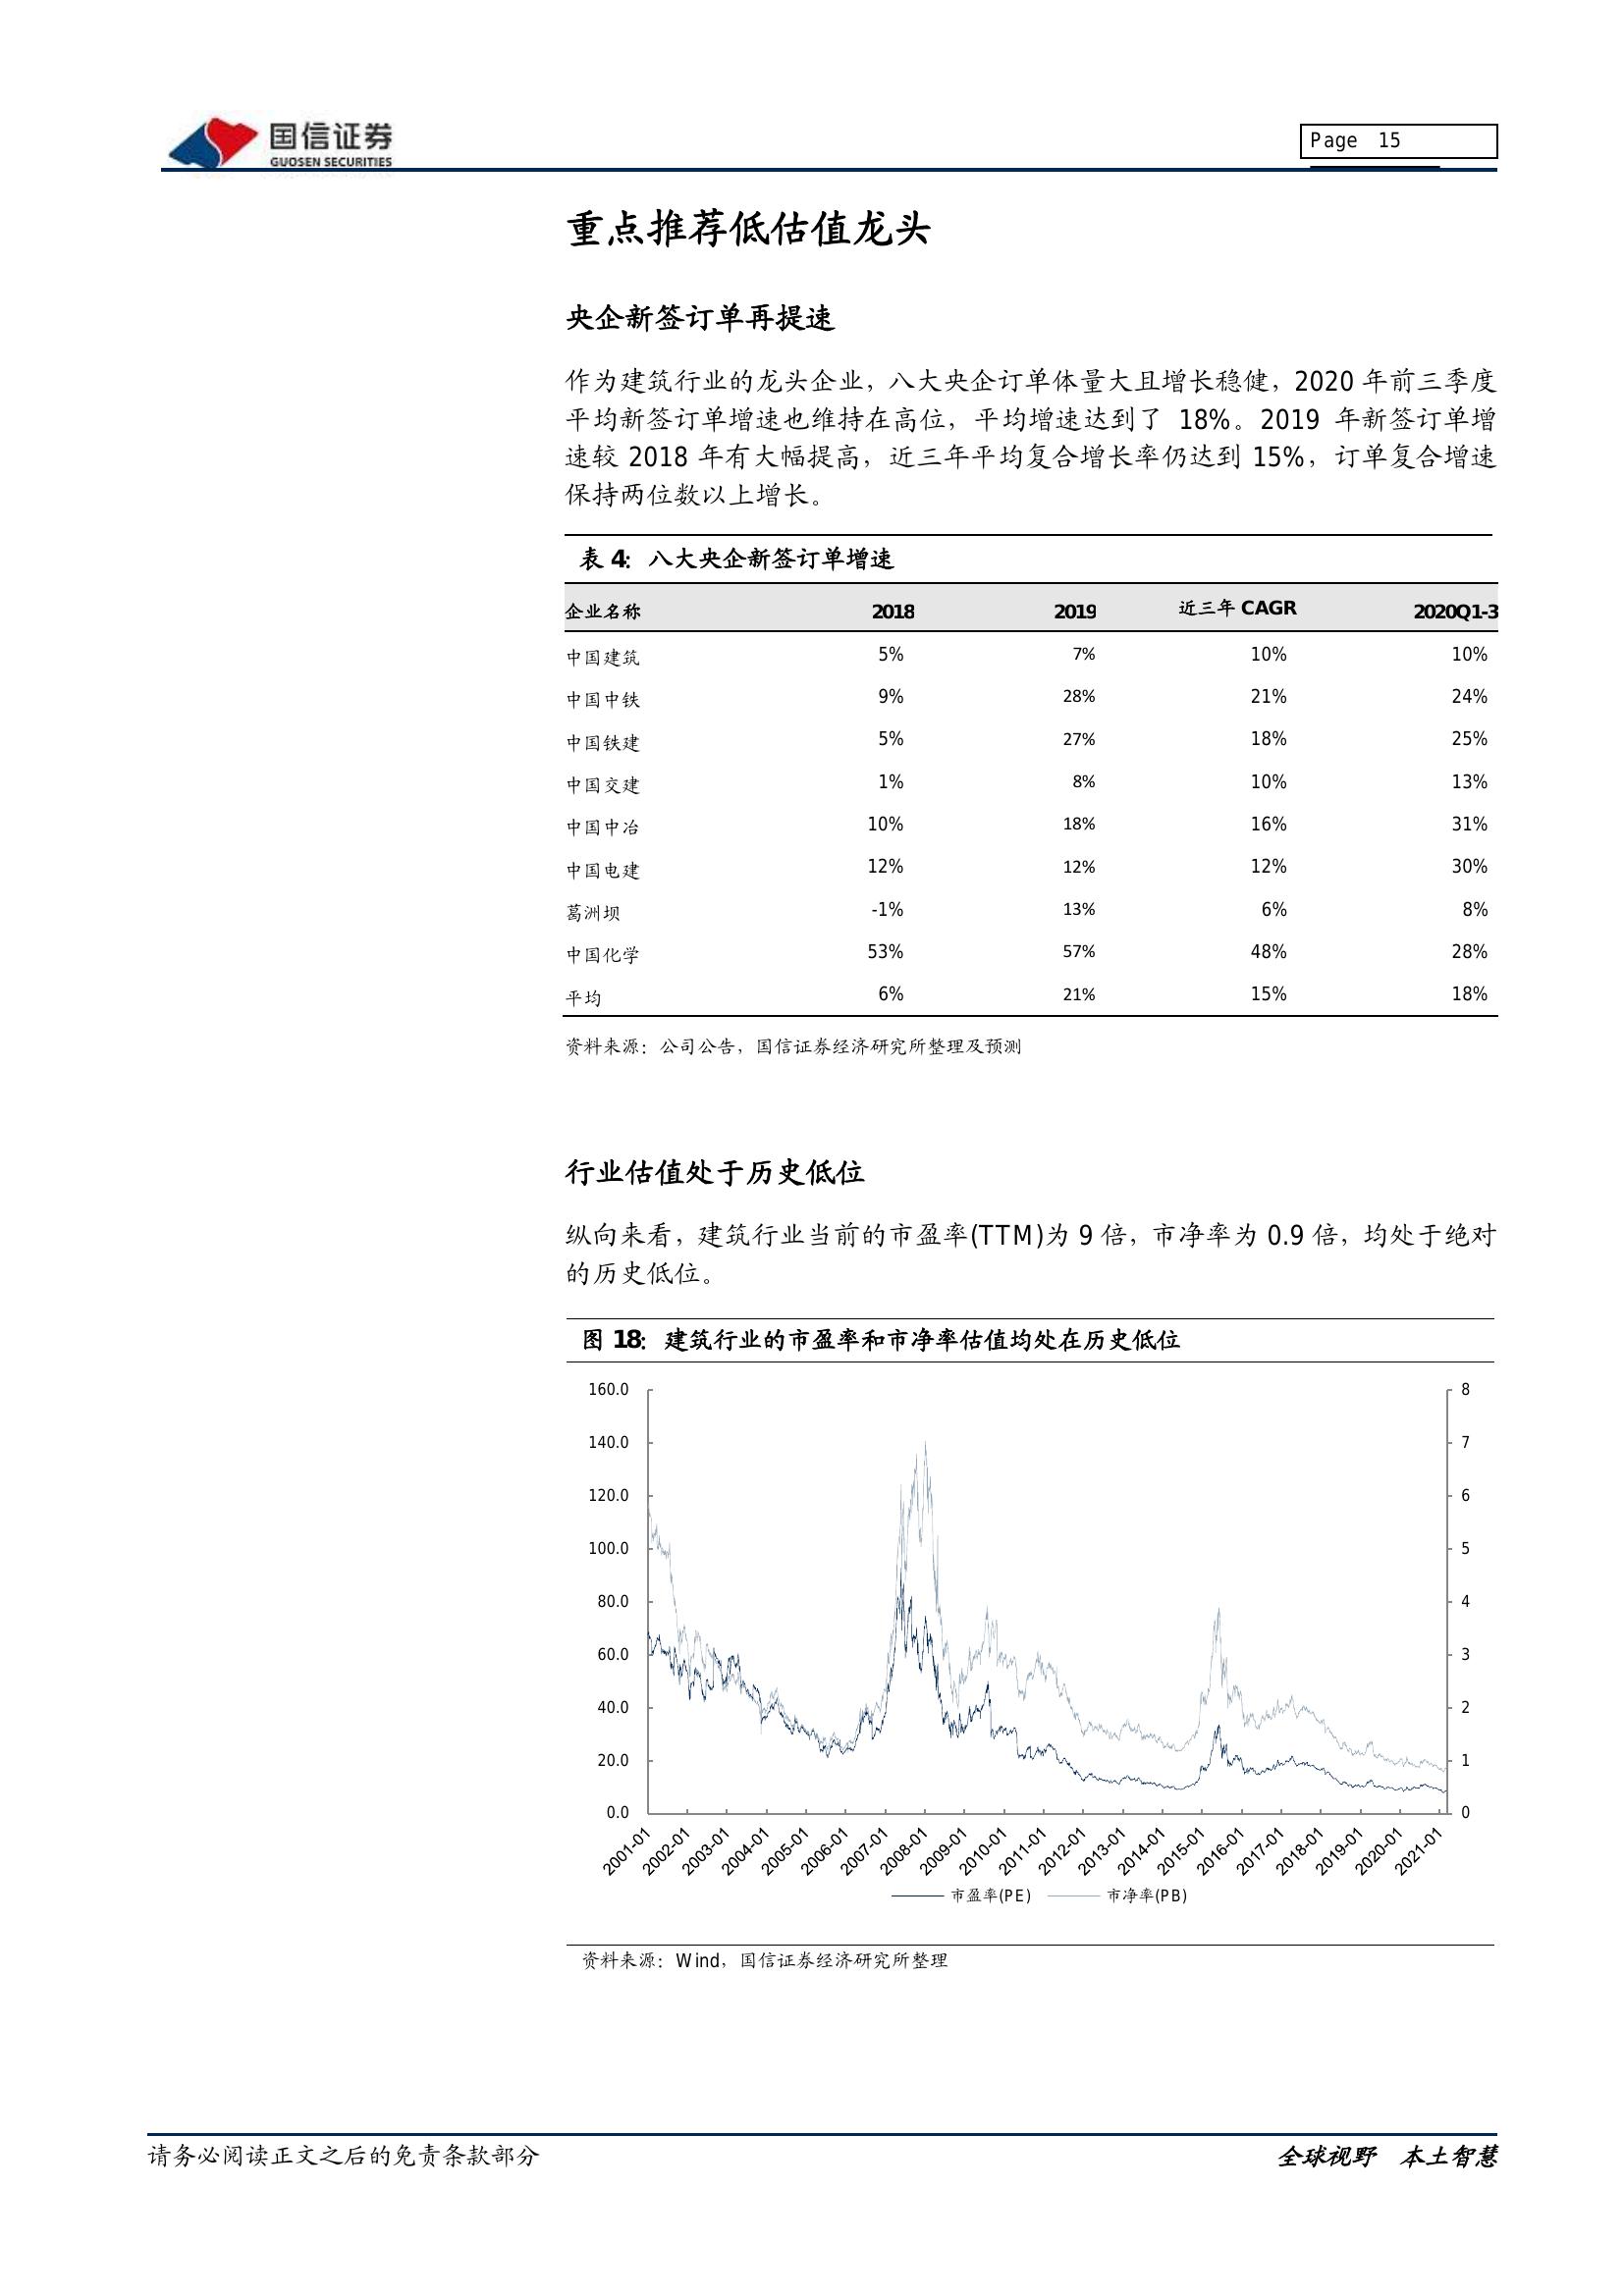 国信证券
GUOSEN SECURITIES
Page 15
重点推荐低估值龙头
央企新签订单再提速
作为建筑行业的龙头企业，八大央企订单体量大且增长稳健，2020 年前三季度
平均新签订单增速也维持在高位，平均增速达到了 18%。2019 年新签订单增
速较 2018 年有大幅提高，近三年平均复合增长率仍达到 15%，订单复合增速
保持两位数以上增长。
表 4：八大央企新签订单增速
企业名称 2018 2019 近三年 CAGR 2020Q1-3
中国建筑 5% 7% 10% 10%
中国中铁 9% 28% 21% 24%
中国铁建 5% 27% 18% 25%
中国交建 1% 8% 10% 13%
中国中冶 10% 18% 16% 31%
中国电建 12% 12% 12% 30%
葛洲坝 -1% 13% 6% 8%
中国化学 53% 57% 48% 28%
平均 6% 21% 15% 18%
资料来源：公司公告，国信证券经济研究所整理及预测
行业估值处于历史低位
纵向来看，建筑行业当前的市盈率(TTM)为 9 倍，市净率为 0.9 倍，均处于绝对
的历史低位。
图 18：建筑行业的市盈率和市净率估值均处在历史低位
160.0 8
140.0 7
120.0 6
100.0 5
80.0 4
60.0 3
40.0 2
20.0 1
0.0 0
2001-01 2002-01 2003-01 2004-01 2005-01 2006-01 2007-01 2008-01 2009-01 2010-01 2011-01 2012-01 2013-01 2014-01 2015-01 2016-01 2017-01 2018-01 2019-01 2020-01 2021-01
市盈率(PE) 市净率(PB)
资料来源：Wind，国信证券经济研究所整理
请务必阅读正文之后的免责条款部分 全球视野 本土智慧